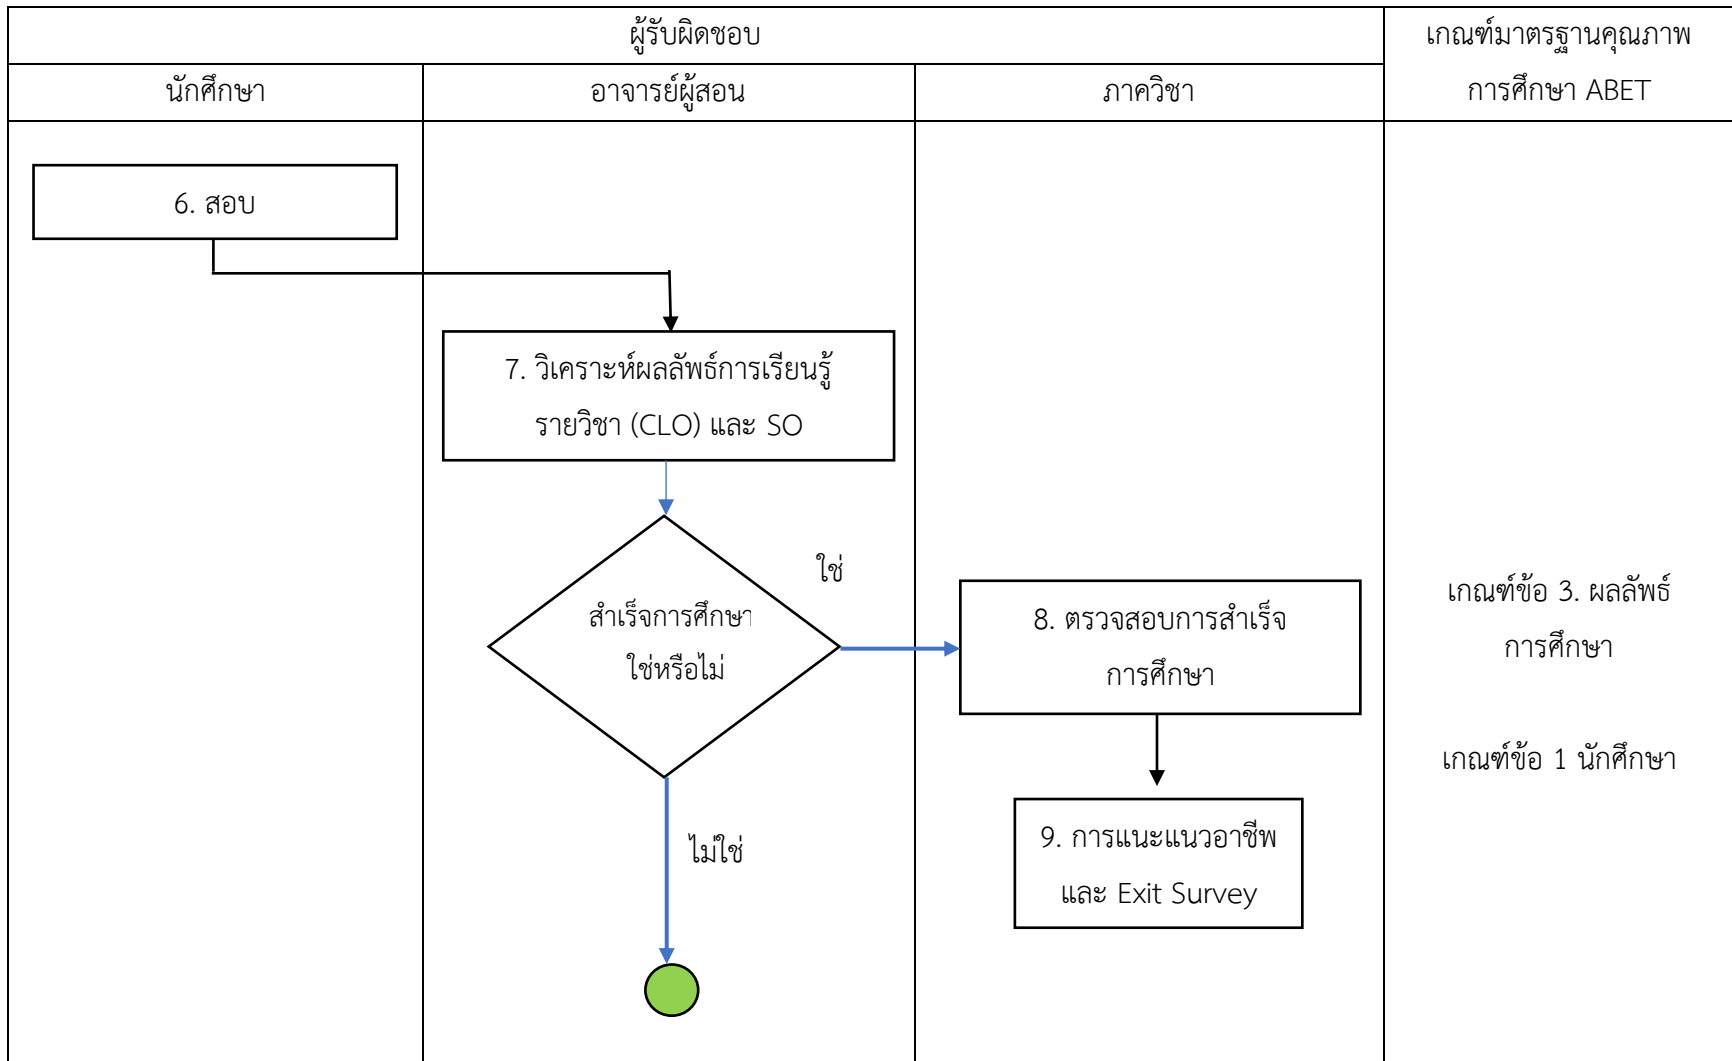 ผู้รับผิดชอบ
เกณฑ์มาตรฐานคุณภาพ
การศึกษา ABET
นักศึกษา
อาจารย์ผู้สอน
ภาควิชา
6. สอบ
7. วิเคราะห์ผลลัพธ์การเรียนรู้
รายวิชา (CLO) และ SO
สำเร็จการศึกษา
ใช่หรือไม่
ใช่
ไม่ใช่
8. ตรวจสอบการสำเร็จ
การศึกษา
9. การแนะแนวอาชีพ
และ Exit Survey
เกณฑ์ข้อ 3. ผลลัพธ์
การศึกษา
เกณฑ์ข้อ 1 นักศึกษา